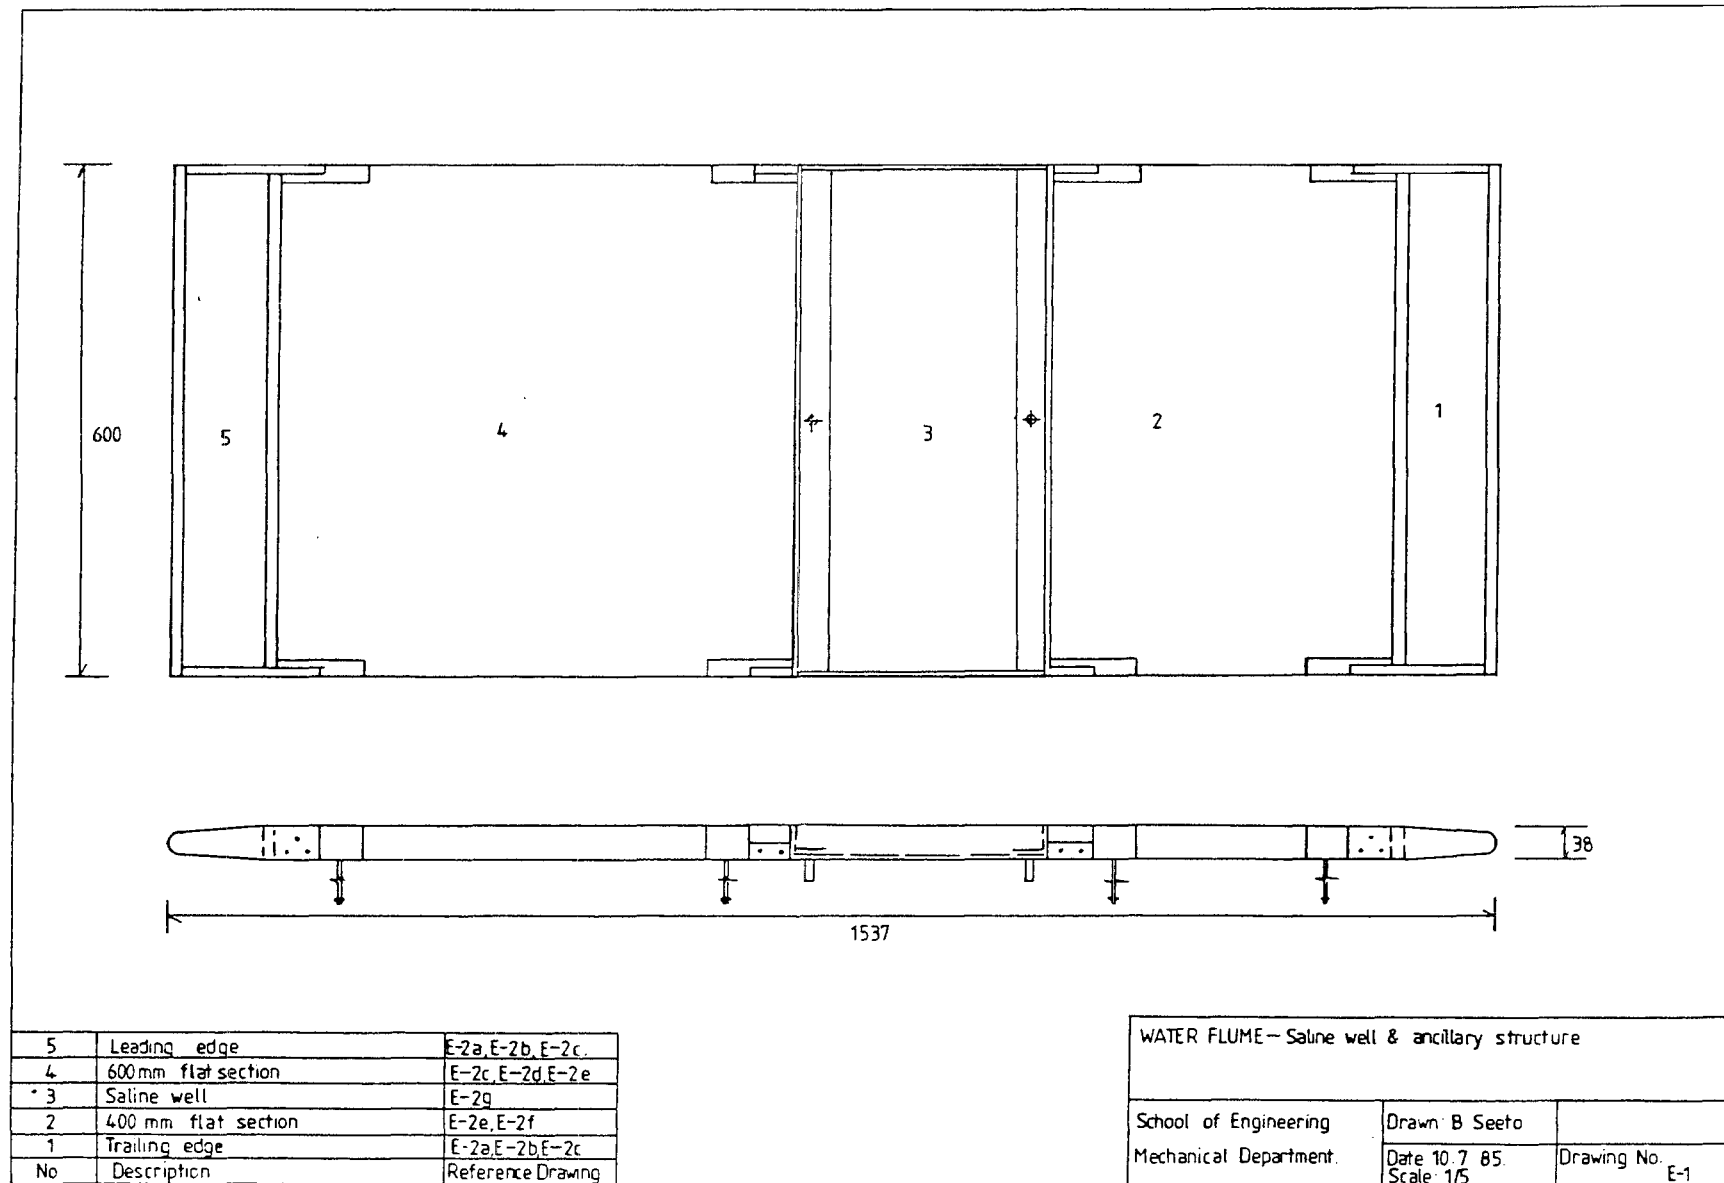 600
5
4
3
2
1
38
1537
5 Leading edge E-2a,E-2b,E-2c.
4 600mm flat section E-2c,E-2d,E-2e
3 Saline well E-2g
2 400 mm flat section E-2e,E-2f
1 Trailing edge E-2a,E-2b,E-2c
No Description Reference Drawing
WATER FLUME - Saline well & ancillary structure
School of Engineering
Mechanical Department.
Drawn: B Seeto
Date 10.7 85.
Scale: 1/5
Drawing No.
E-1